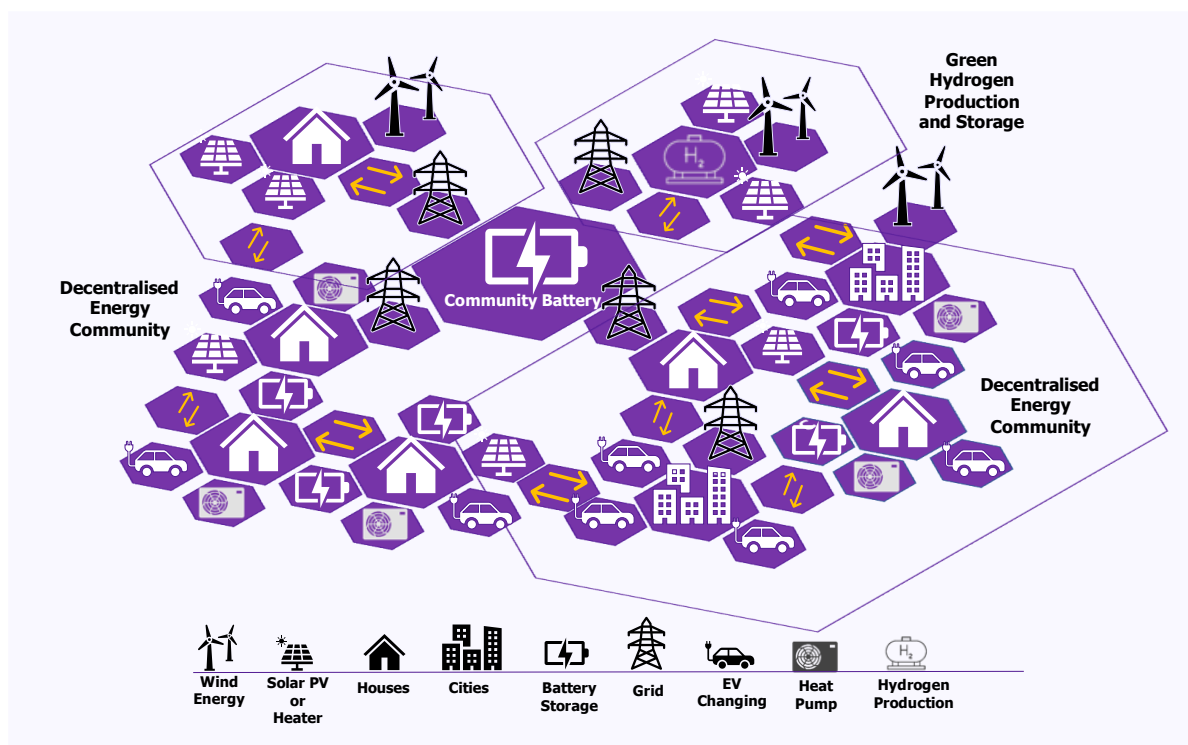 Green
Hydrogen
Production
and Storage
H2
Community Battery
Decentralised
Energy
Community
Decentralised
Energy
Community
H2
Wind
Energy
Solar PV
or
Heater
Houses
Cities
Battery
Storage
Grid
EV
Changing
Heat
Pump
Hydrogen
Production